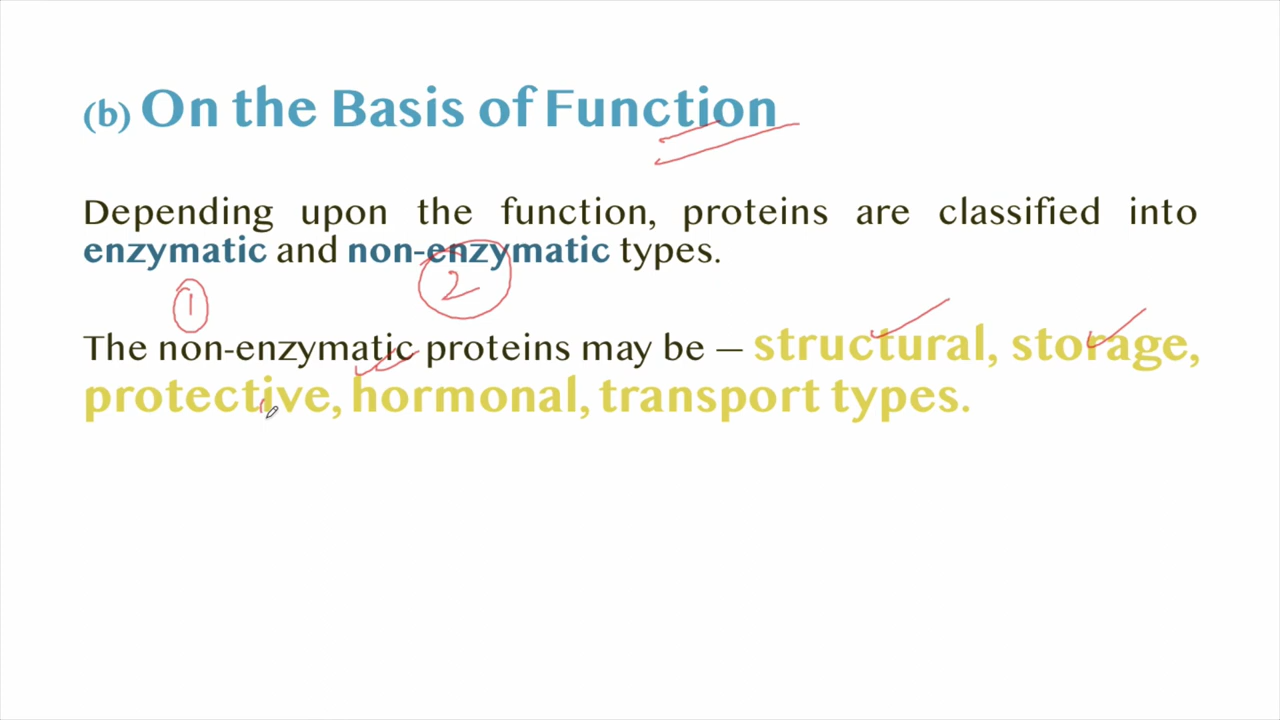 (b) On the Basis of Function
Depending upon the function, proteins are classified into
enzymatic and non-enzymatic types.
1 2
The non-enzymatic proteins may be — structural, storage,
protective, hormonal, transport types.